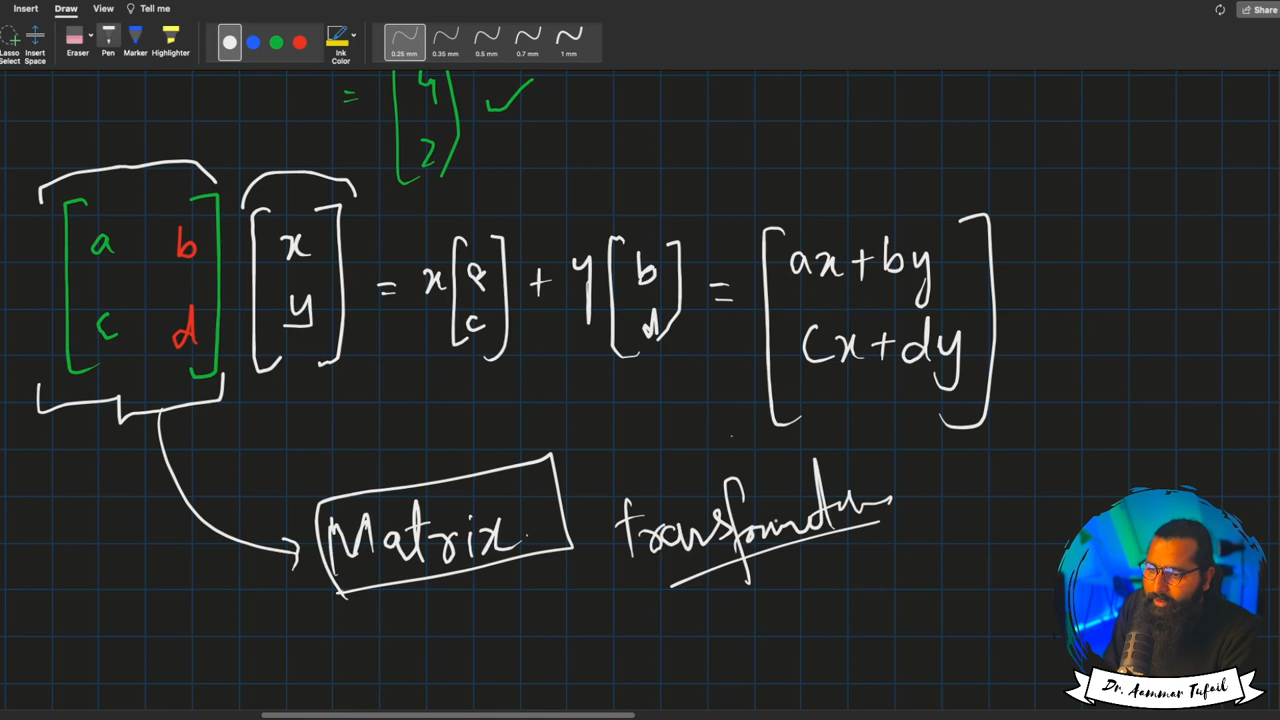 Insert Draw View Tell me
Share
Lasso Select
Insert Space
Eraser
Pen
Marker
Highlighter
Ink Color
0.25 mm 0.35 mm 0.5 mm 0.7 mm 1 mm
= [4
2] ✓
[a b
c d] [x
y] = x[a
c] + y[b
d] = [ax+by
cx+dy]
Matrix transformation
Dr. Aammar Tufail